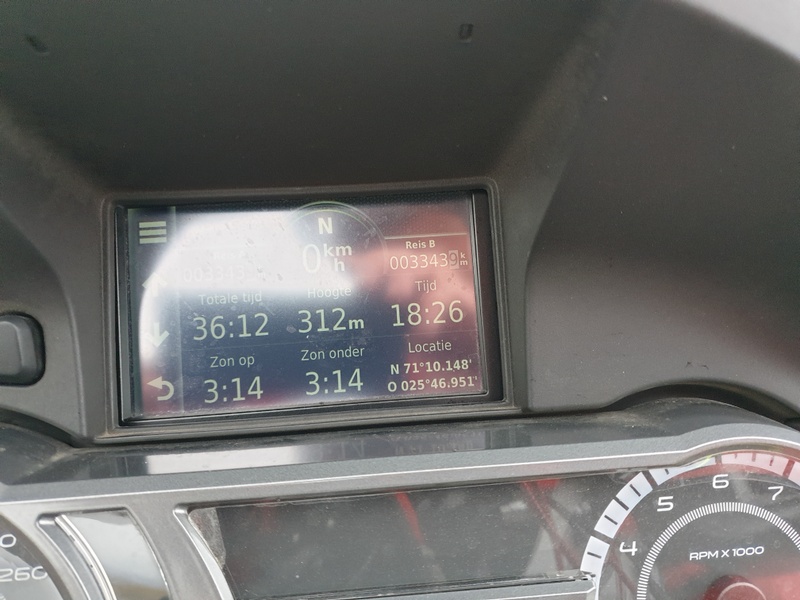 N
0 km
h
Reis B
003343 9 km
Totale tijd
Hoogte
Tijd
36:12
312m
18:26
Zon op
Zon onder
Locatie
3:14
3:14
N 71°10.148'
O 025°46.951'
4
5
6
7
RPM X 1000
260